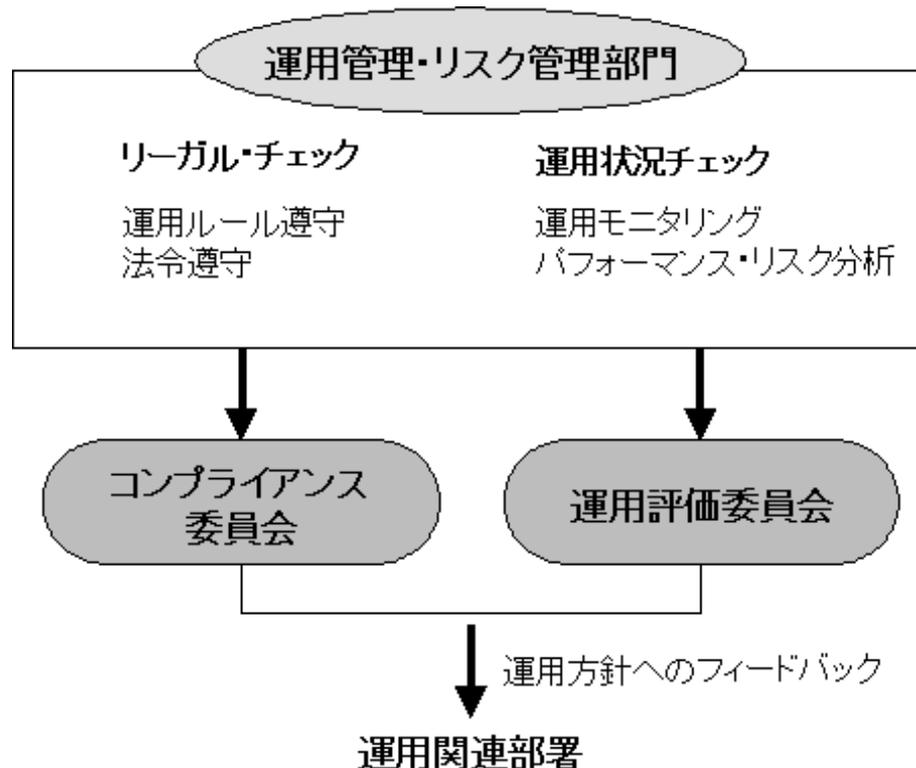 運用管理・リスク管理部門
リーガル・チェック
運用ルール遵守
法令遵守
運用状況チェック
運用モニタリング
パフォーマンス・リスク分析
コンプライアンス
委員会
運用評価委員会
運用方針へのフィードバック
運用関連部署